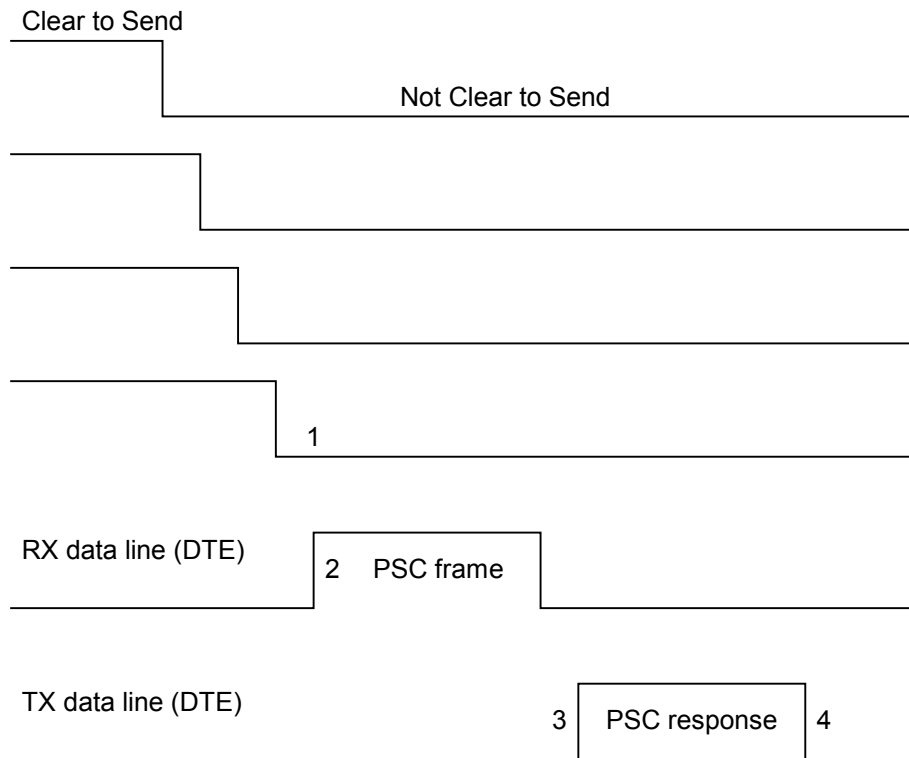 Clear to Send
Not Clear to Send
1
RX data line (DTE)
2 PSC frame
TX data line (DTE)
3 PSC response 4